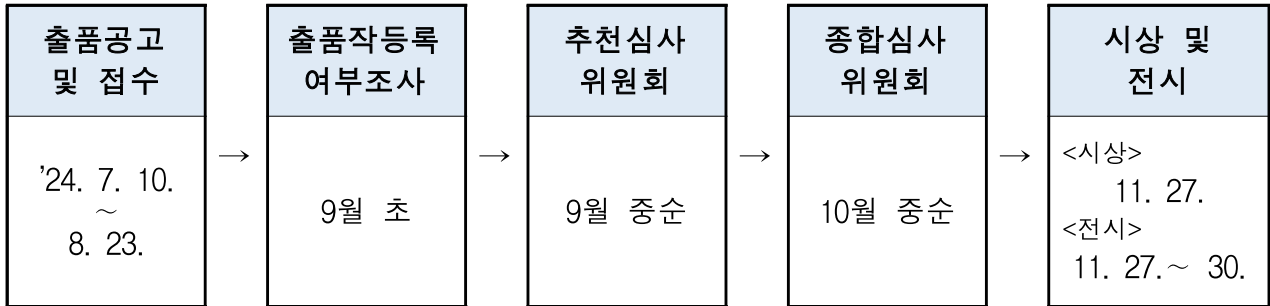 출품공고
및 접수
'24. 7. 10.
~
8. 23.
→
출품작등록
여부조사
9월 초
→
추천심사
위원회
9월 중순
→
종합심사
위원회
10월 중순
→
시상 및
전시
<시상>
11. 27.
<전시>
11. 27.~ 30.